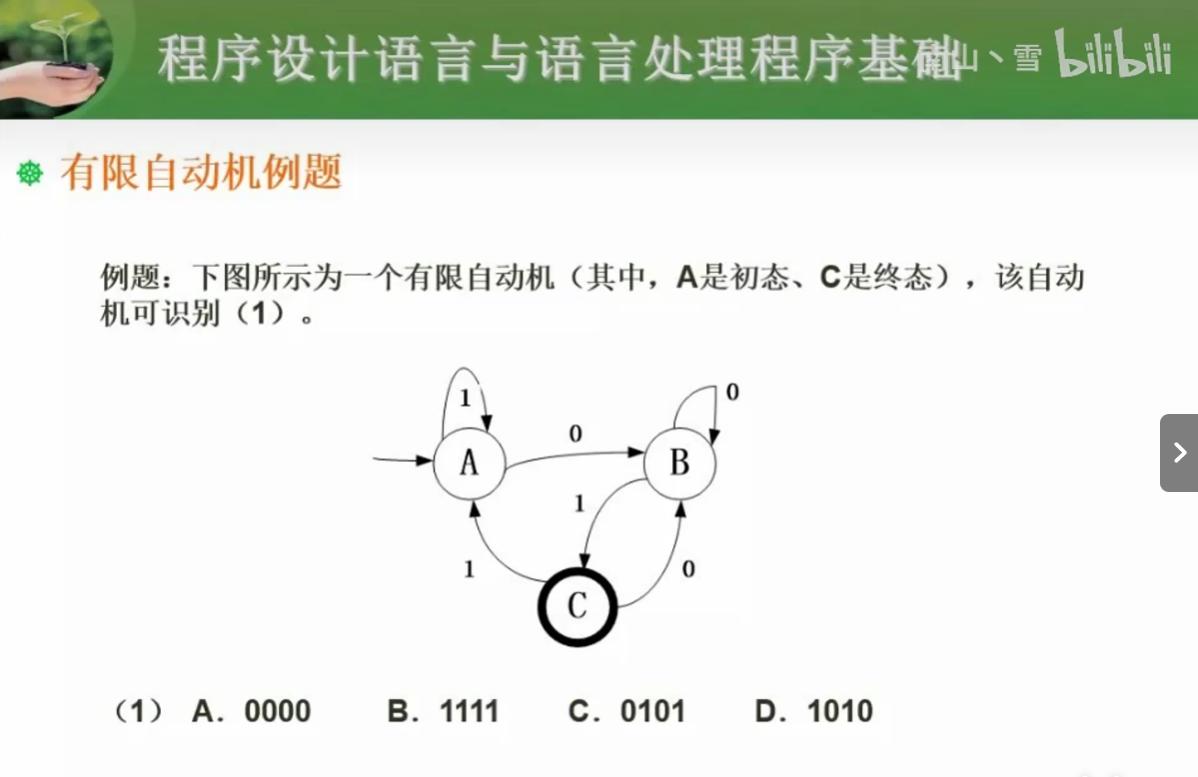 程序设计语言与语言处理程序基础
山丶雪 bilibili
有限自动机例题
例题：下图所示为一个有限自动机（其中，A是初态、C是终态），该自动
机可识别（1）。
1
0
0
A
B
1
1
0
C
（1） A．0000 B．1111 C．0101 D．1010